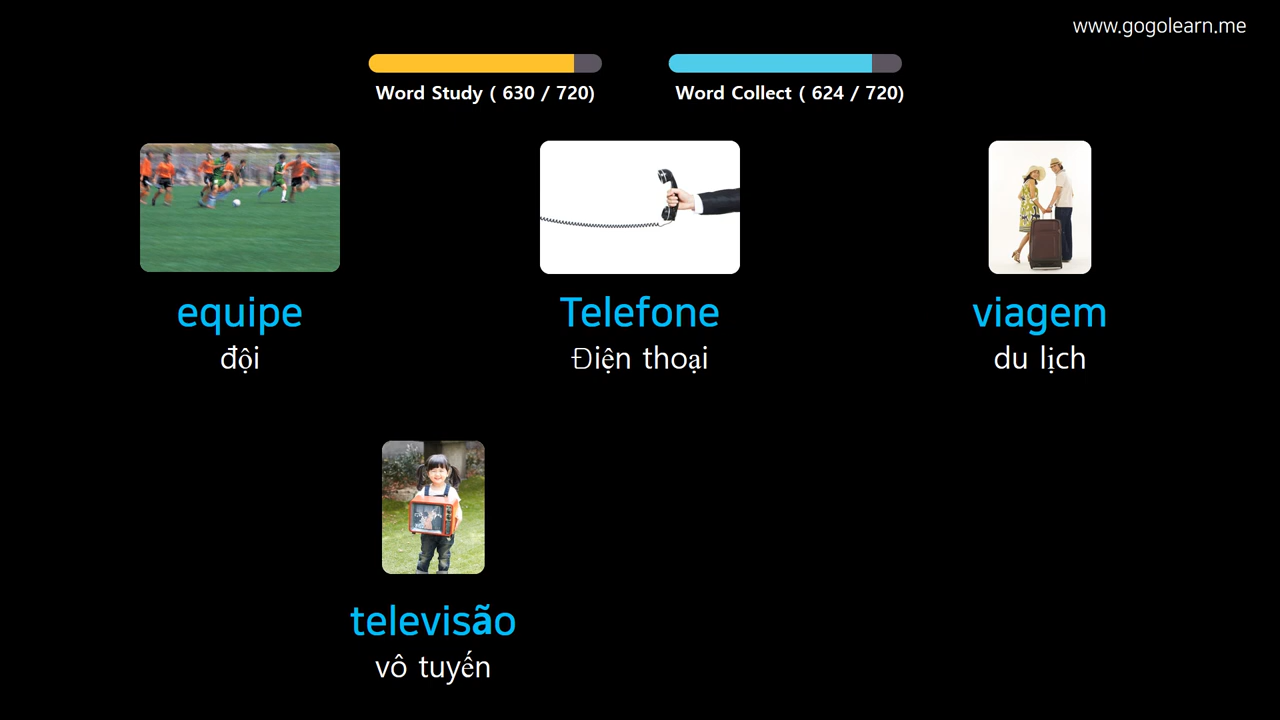 www.gogolearn.me
Word Study ( 630 / 720)
Word Collect ( 624 / 720)
equipe
đội
Telefone
Điện thoại
viagem
du lịch
televisão
vô tuyến